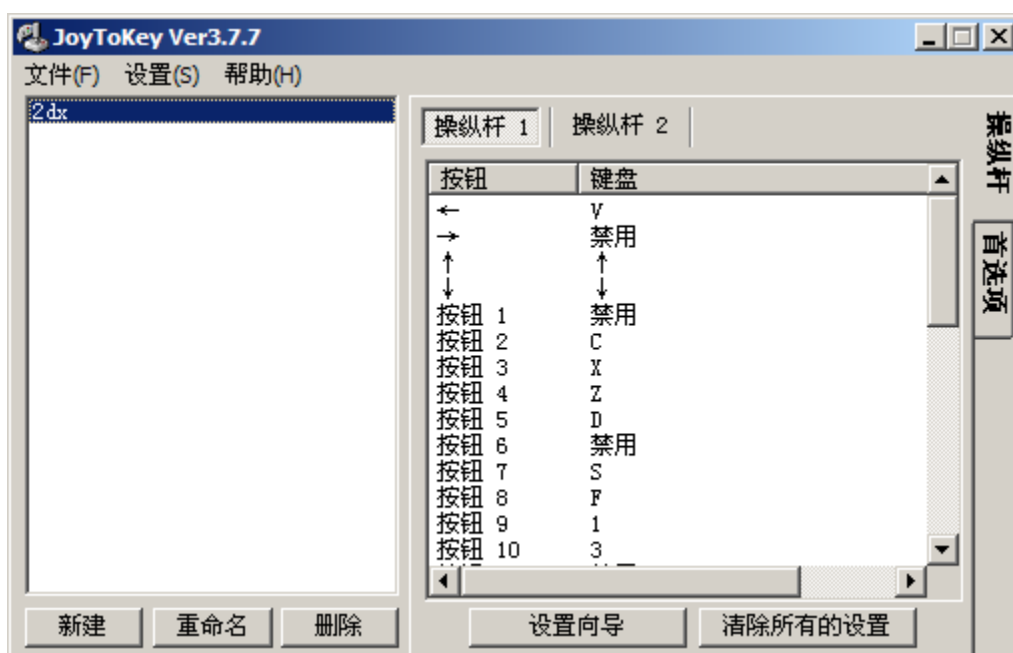 JoyToKey Ver3.7.7
文件(F) 设置(S) 帮助(H)
2dx
操纵杆 1 操纵杆 2
按钮 键盘
← V
→ 禁用
↑ ↑
↓ ↓
按钮 1 禁用
按钮 2 C
按钮 3 X
按钮 4 Z
按钮 5 D
按钮 6 禁用
按钮 7 S
按钮 8 F
按钮 9 1
按钮 10 3
操纵杆
首选项
新建 重命名 删除 设置向导 清除所有的设置